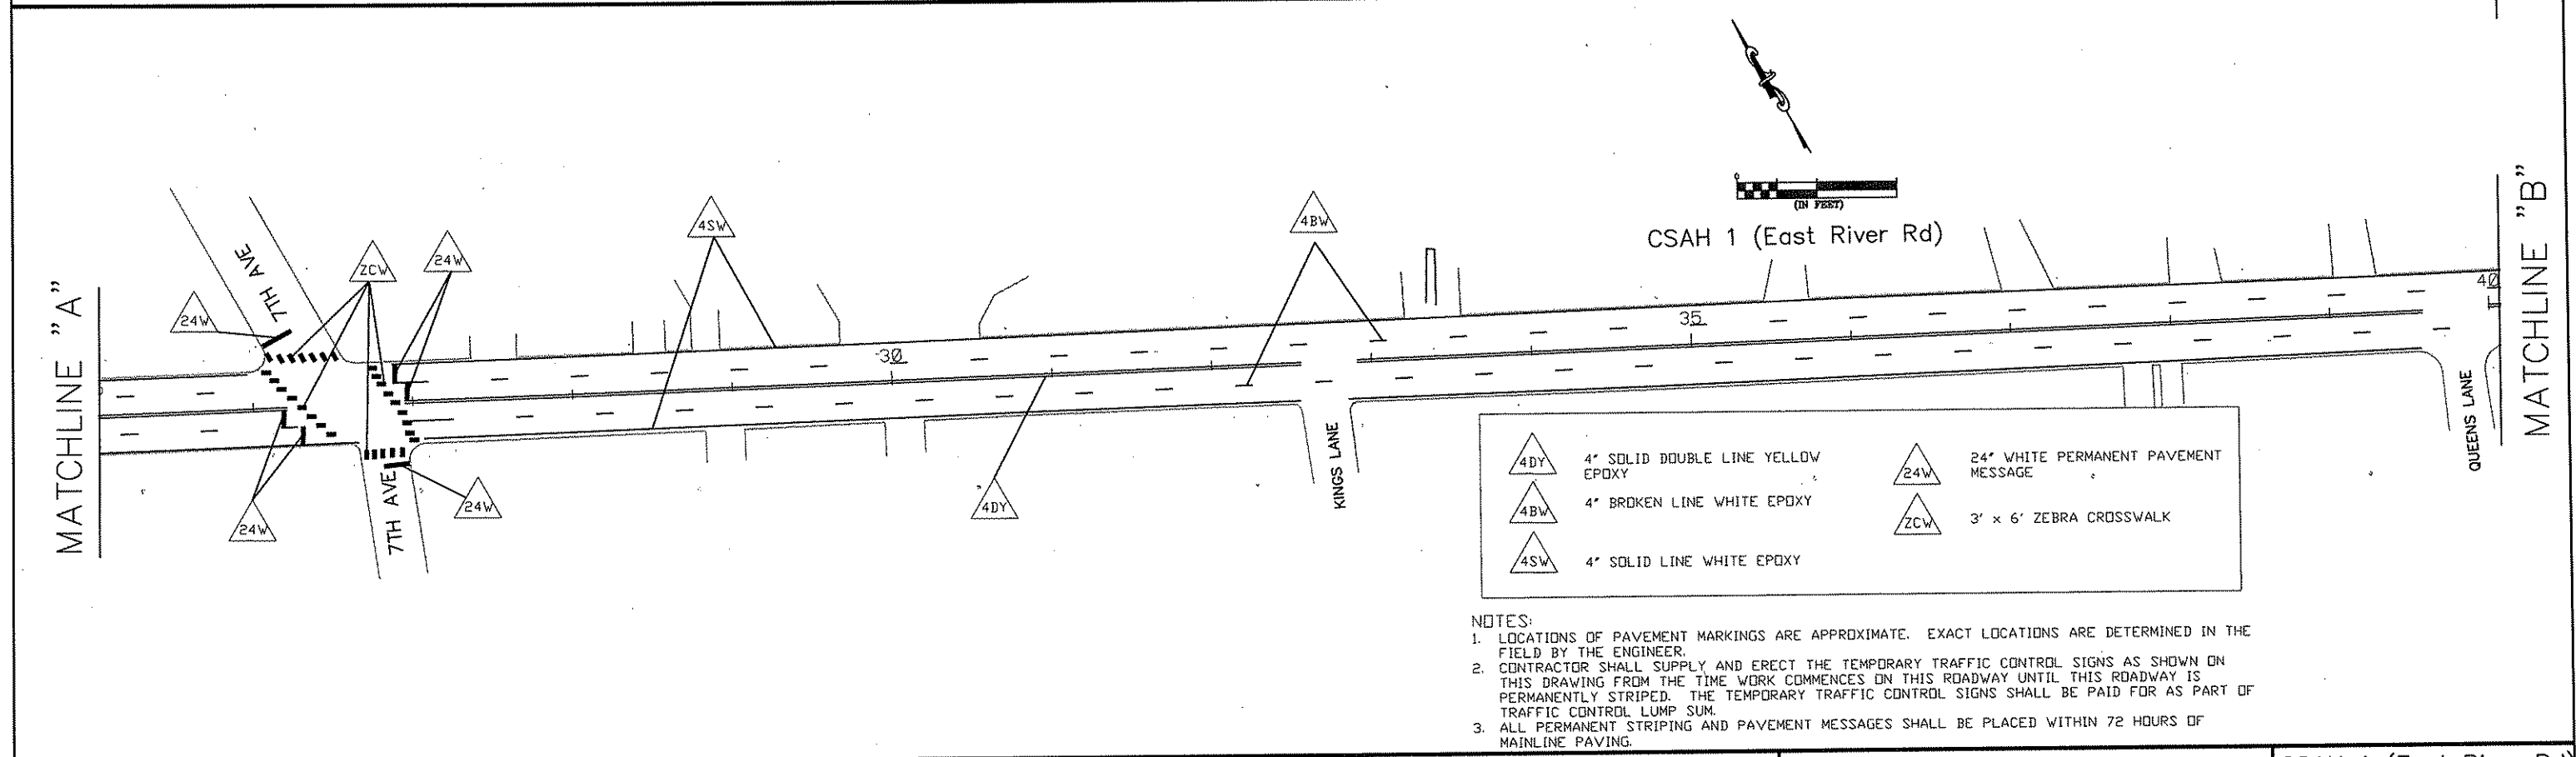 0
(IN FEET)
CSAH 1 (East River Rd)
MATCHLINE "A"
MATCHLINE "B"
7TH AVE
24W
ZCW
24W
4SW
4BW
30
35
40
24W
7TH AVE
24W
4DY
KINGS LANE
QUEENS LANE
4DY 4" SOLID DOUBLE LINE YELLOW
EPOXY
4BW 4" BROKEN LINE WHITE EPOXY
4SW 4" SOLID LINE WHITE EPOXY
24W 24" WHITE PERMANENT PAVEMENT
MESSAGE
ZCW 3' x 6' ZEBRA CROSSWALK
NOTES:
1. LOCATIONS OF PAVEMENT MARKINGS ARE APPROXIMATE. EXACT LOCATIONS ARE DETERMINED IN THE
FIELD BY THE ENGINEER.
2. CONTRACTOR SHALL SUPPLY AND ERECT THE TEMPORARY TRAFFIC CONTROL SIGNS AS SHOWN ON
THIS DRAWING FROM THE TIME WORK COMMENCES ON THIS ROADWAY UNTIL THIS ROADWAY IS
PERMANENTLY STRIPED. THE TEMPORARY TRAFFIC CONTROL SIGNS SHALL BE PAID FOR AS PART OF
TRAFFIC CONTROL LUMP SUM.
3. ALL PERMANENT STRIPING AND PAVEMENT MESSAGES SHALL BE PLACED WITHIN 72 HOURS OF
MAINLINE PAVING.